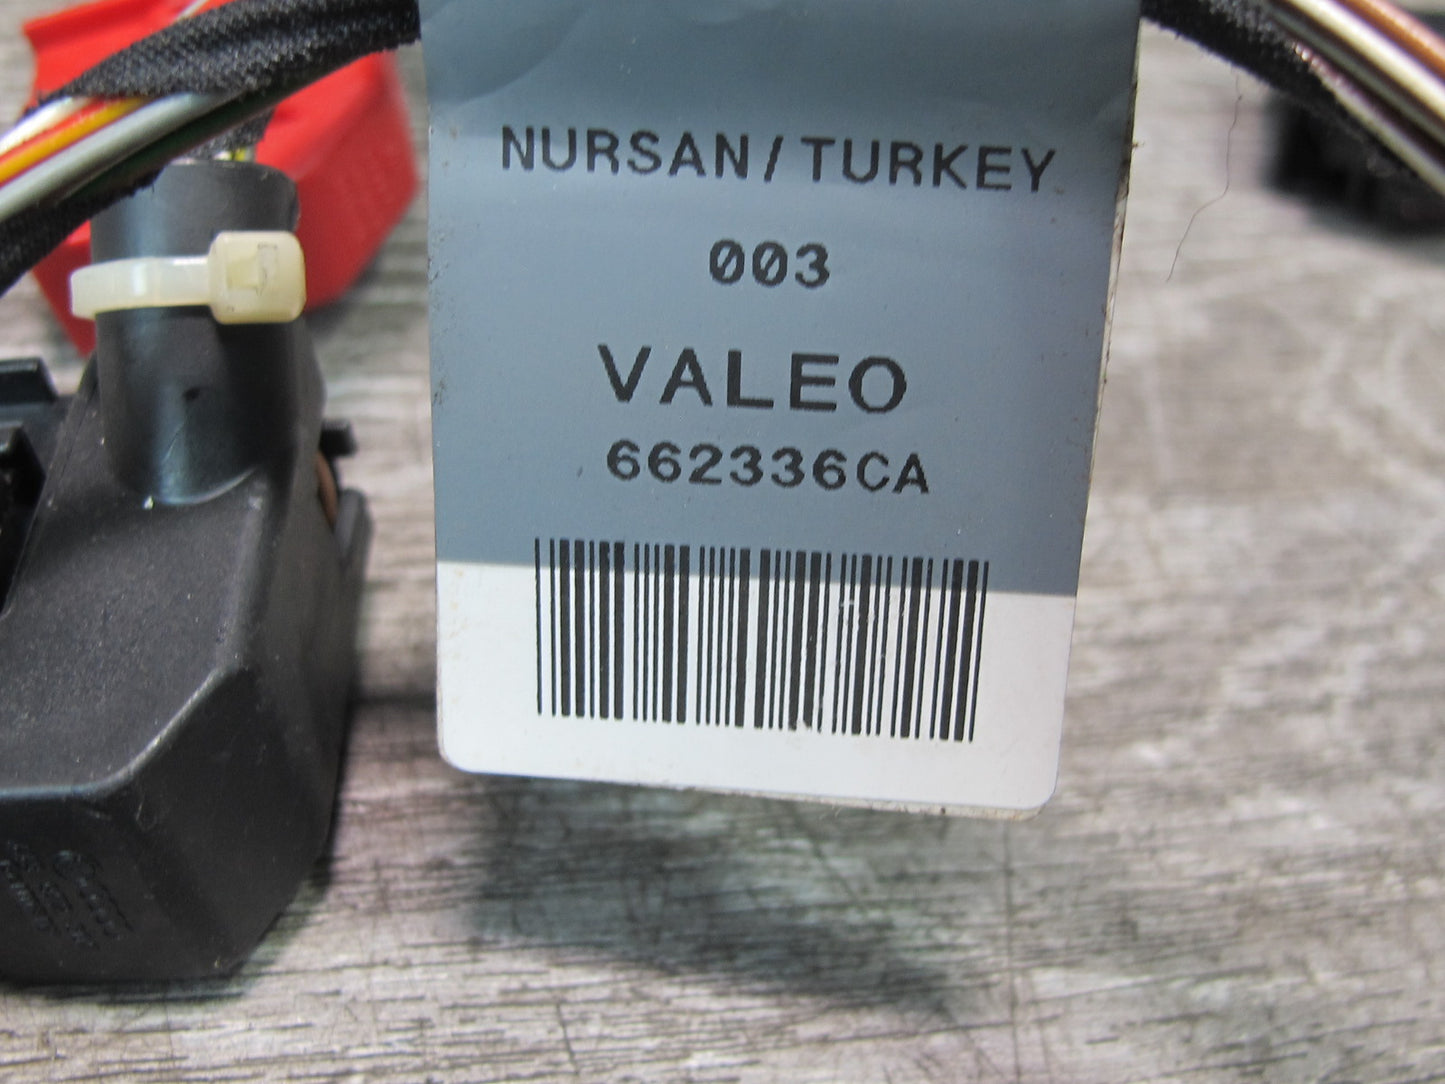 NURSAN/TURKEY
003
VALEO
662336CA